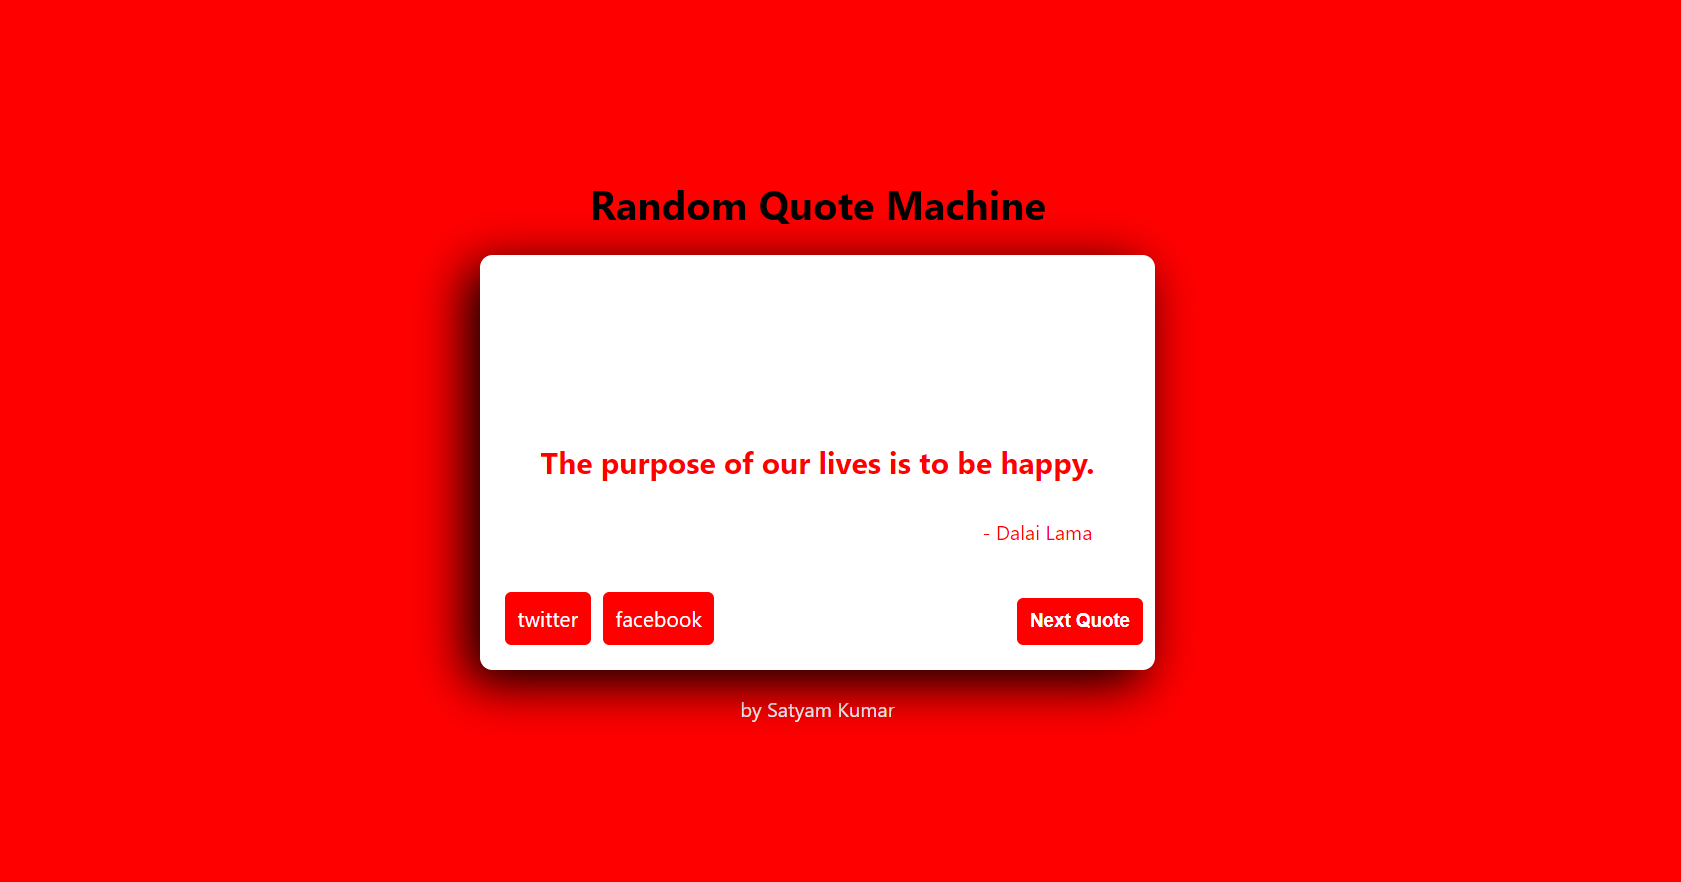 Random Quote Machine
The purpose of our lives is to be happy.
- Dalai Lama
twitter facebook Next Quote
by Satyam Kumar